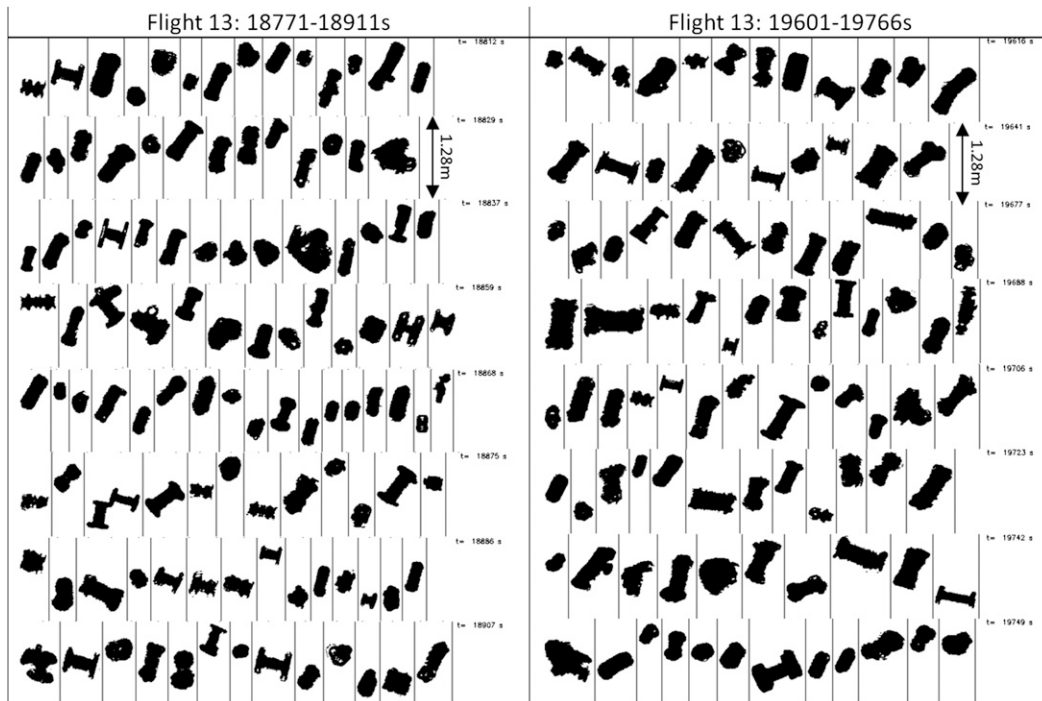 Flight 13: 18771-18911s
t= 18812 s
t= 18829 s
1.28m
t= 18837 s
t= 18859 s
t= 18868 s
t= 18875 s
t= 18886 s
t= 18907 s
Flight 13: 19601-19766s
t= 19616 s
t= 19641 s
1.28m
t= 19677 s
t= 19688 s
t= 19706 s
t= 19723 s
t= 19742 s
t= 19749 s